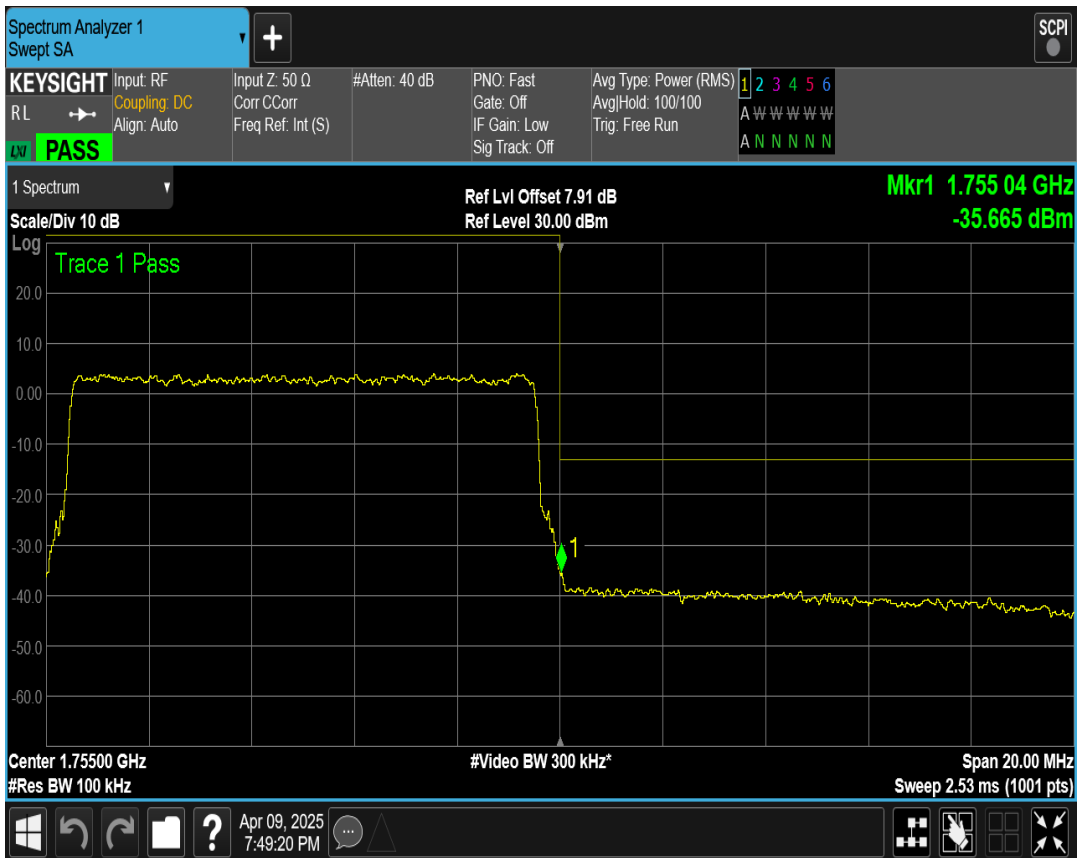 Spectrum Analyzer 1
Swept SA
+
SCPI
KEYSIGHT
RL
LXI PASS
Input: RF
Coupling: DC
Align: Auto
Input Z: 50 Ω
Corr CCorr
Freq Ref: Int (S)
#Atten: 40 dB
PNO: Fast
Gate: Off
IF Gain: Low
Sig Track: Off
Avg Type: Power (RMS)
Avg|Hold: 100/100
Trig: Free Run
1 2 3 4 5 6
A W W W W W
A N N N N N
1 Spectrum
Scale/Div 10 dB
Ref Lvl Offset 7.91 dB
Ref Level 30.00 dBm
Mkr1 1.755 04 GHz
-35.665 dBm
Log
Trace 1 Pass
20.0
10.0
0.00
-10.0
-20.0
-30.0
-40.0
-50.0
-60.0
1
Center 1.75500 GHz
#Res BW 100 kHz
#Video BW 300 kHz*
Span 20.00 MHz
Sweep 2.53 ms (1001 pts)
?
Apr 09, 2025
7:49:20 PM